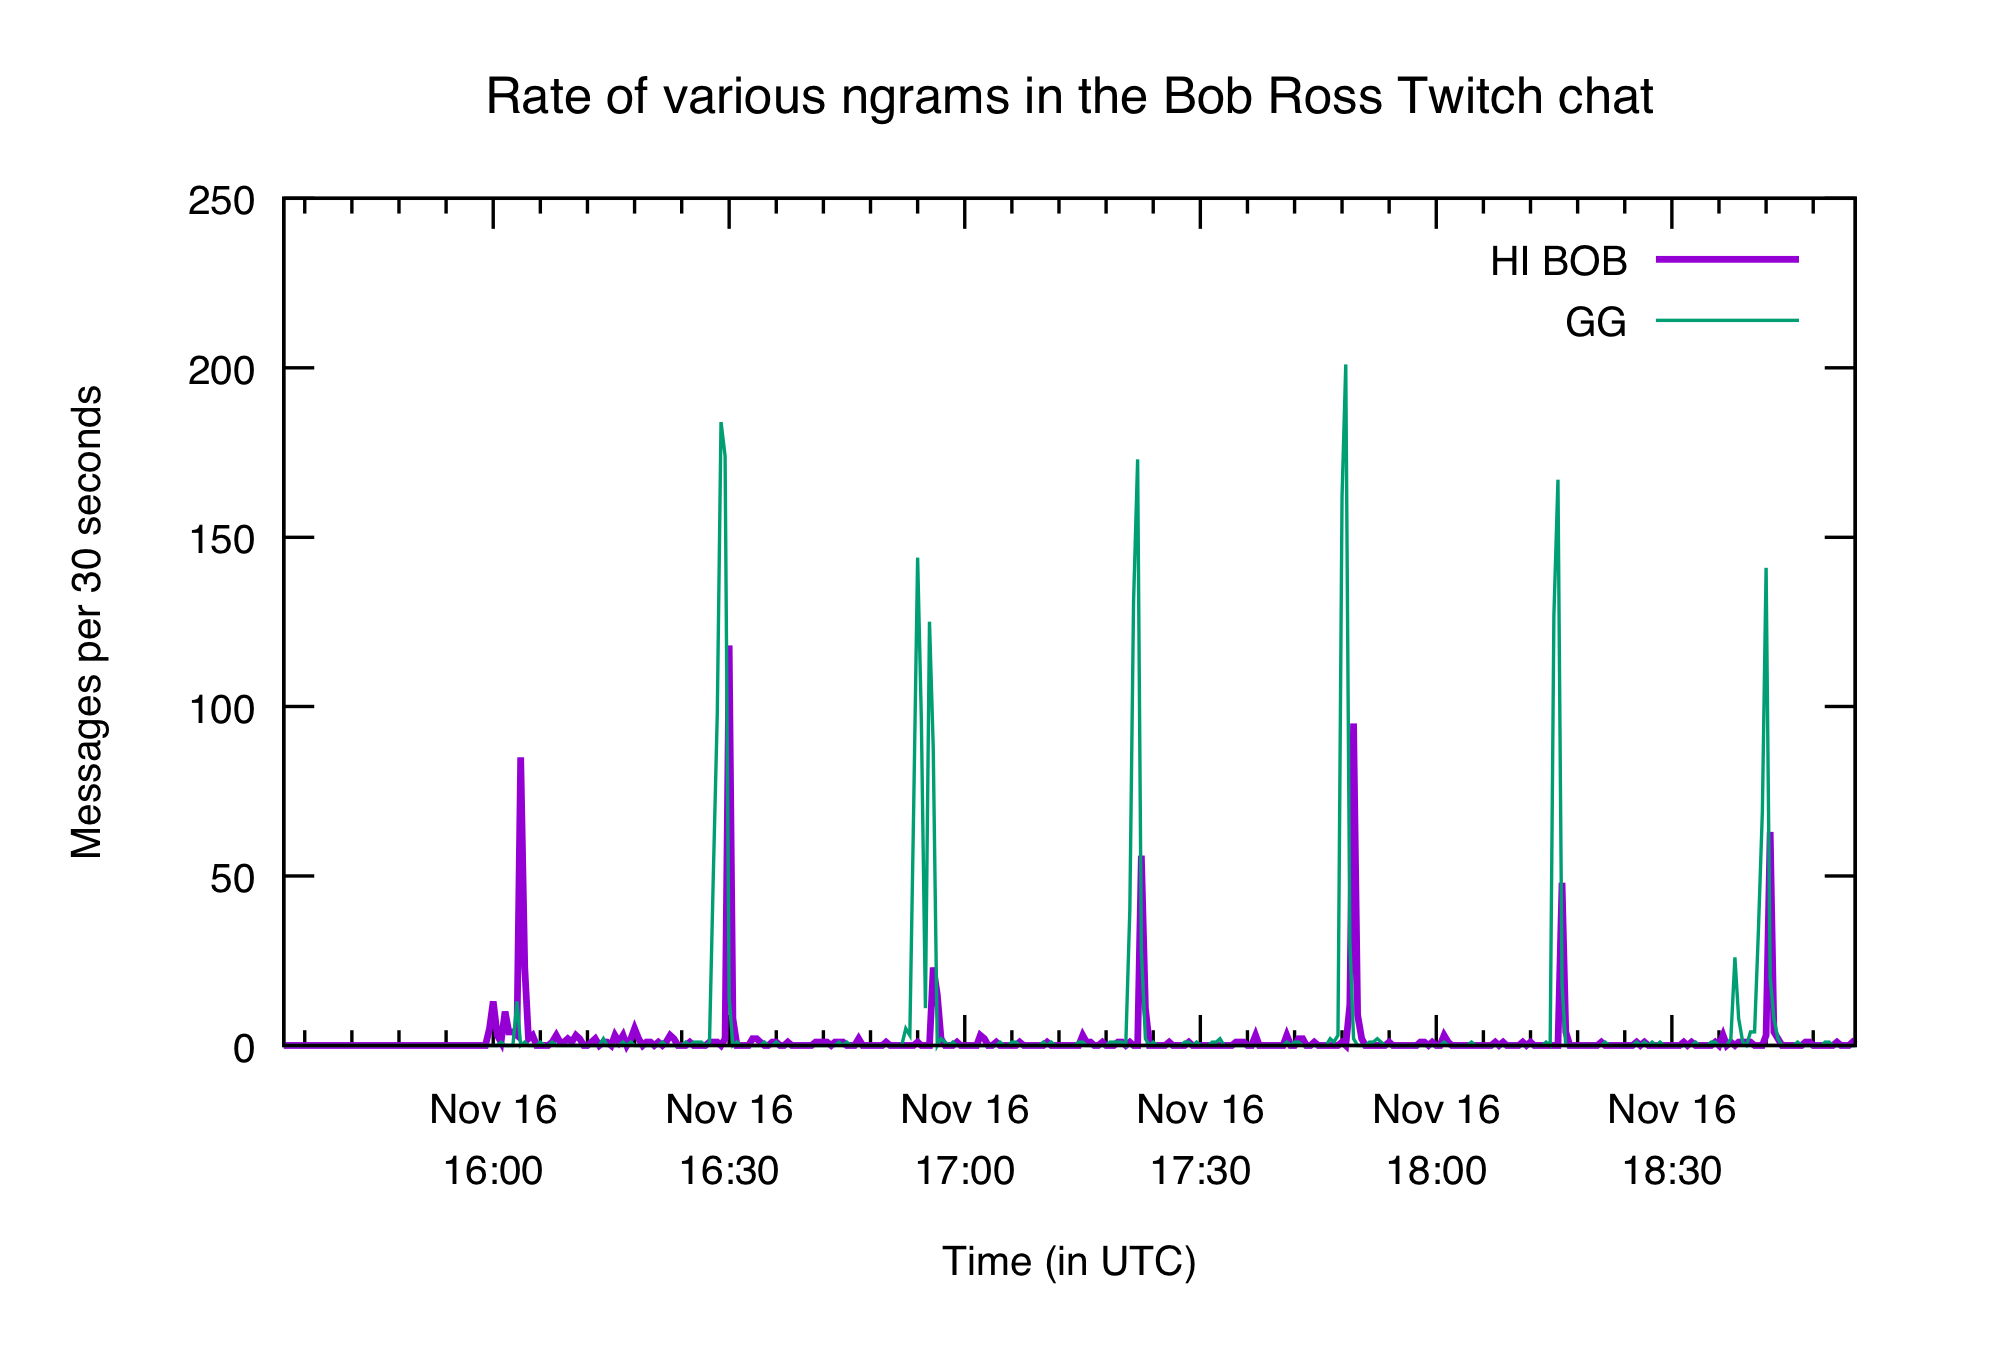 Rate of various ngrams in the Bob Ross Twitch chat
250
200
150
100
50
0
Messages per 30 seconds
HI BOB
GG
Nov 16 Nov 16 Nov 16 Nov 16 Nov 16 Nov 16
16:00 16:30 17:00 17:30 18:00 18:30
Time (in UTC)